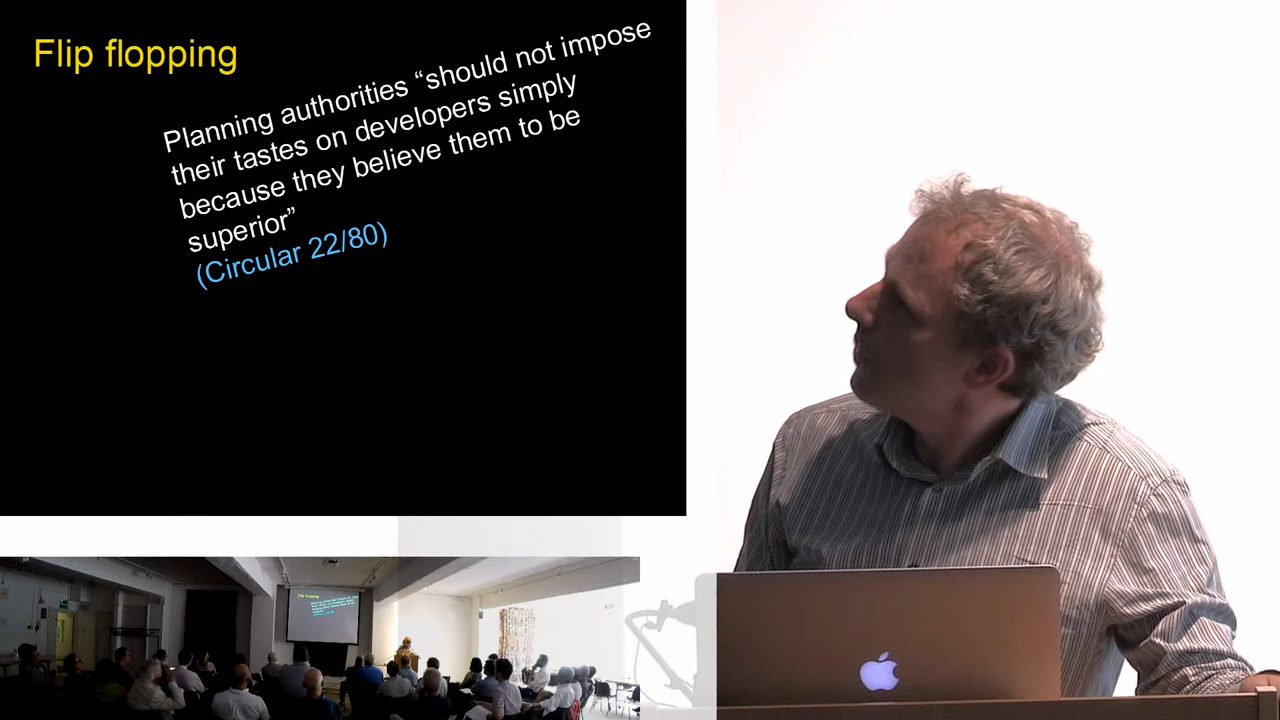 Flip flopping
Planning authorities “should not impose
their tastes on developers simply
because they believe them to be
superior”
(Circular 22/80)